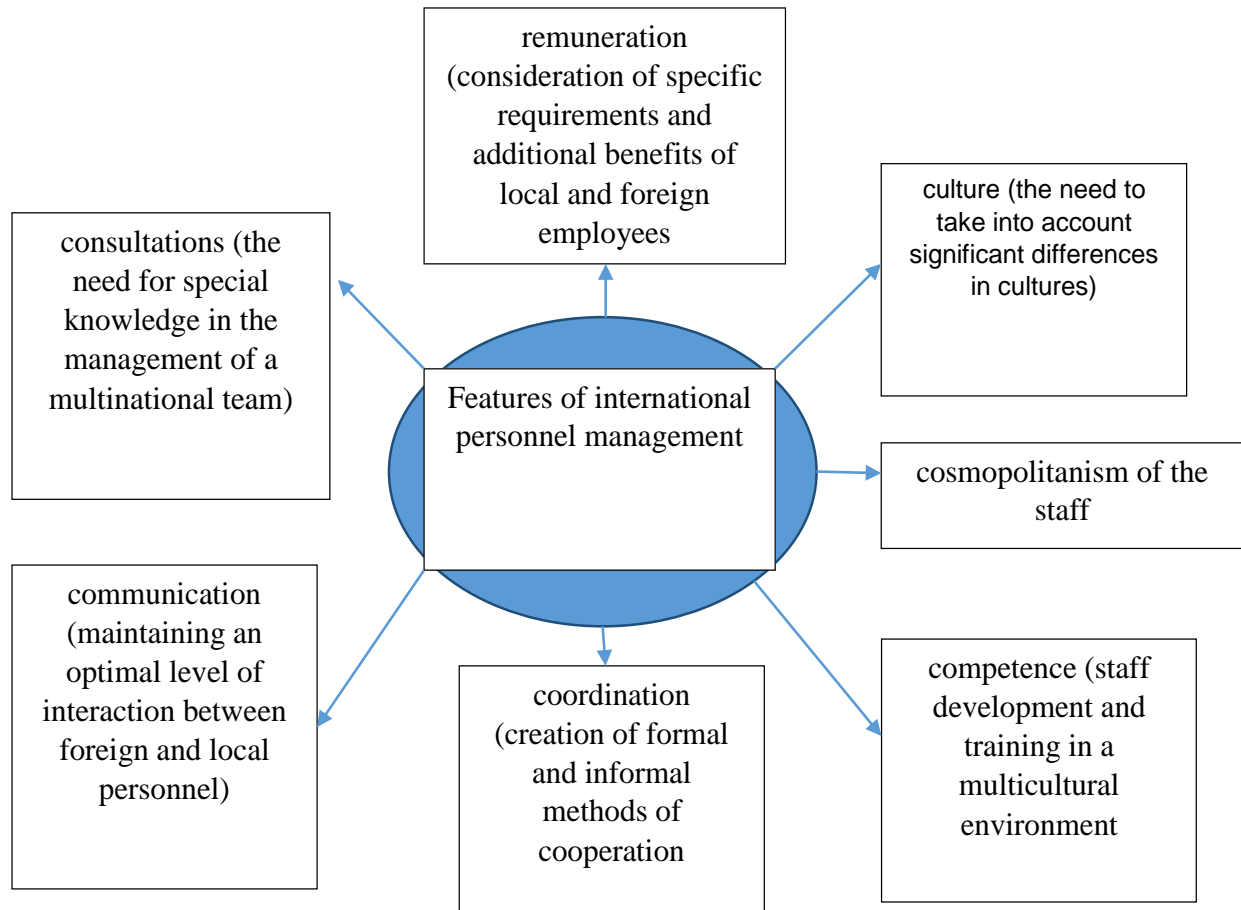 remuneration
(consideration of specific
requirements and
additional benefits of
local and foreign
employees
culture (the need to
take into account
significant differences
in cultures)
consultations (the
need for special
knowledge in the
management of a
multinational team)
Features of international
personnel management
cosmopolitanism of the
staff
communication
(maintaining an
optimal level of
interaction between
foreign and local
personnel)
coordination
(creation of formal
and informal
methods of
cooperation
competence (staff
development and
training in a
multicultural
environment